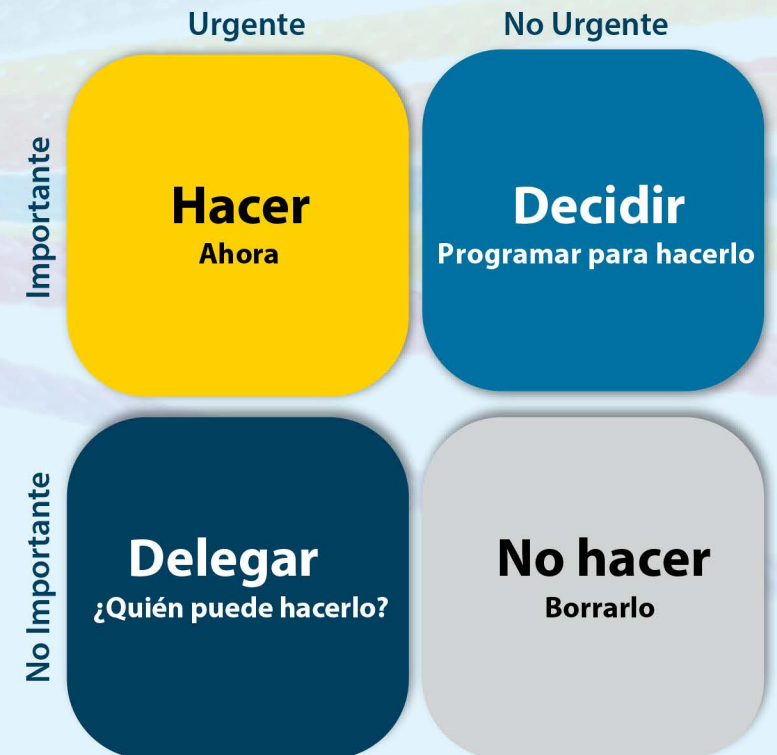 Urgente
No Urgente
Importante
Hacer
Ahora
Decidir
Programar para hacerlo
No Importante
Delegar
¿Quién puede hacerlo?
No hacer
Borrarlo